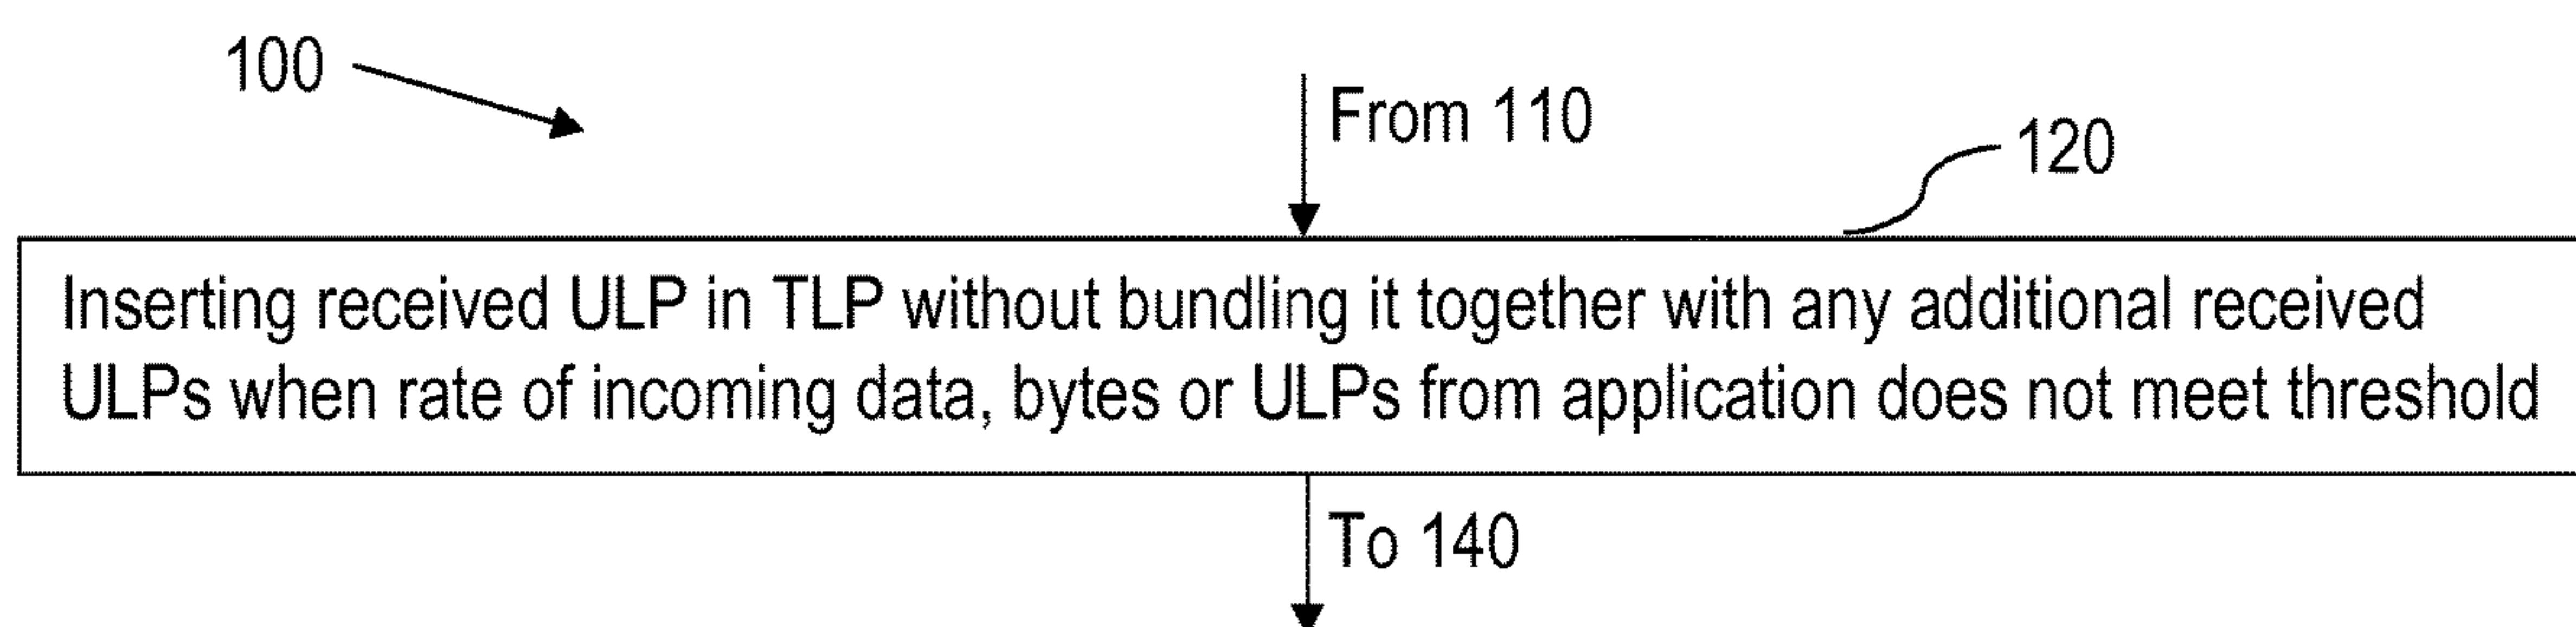 100
From 110
120
Inserting received ULP in TLP without bundling it together with any additional received
ULPs when rate of incoming data, bytes or ULPs from application does not meet threshold
To 140